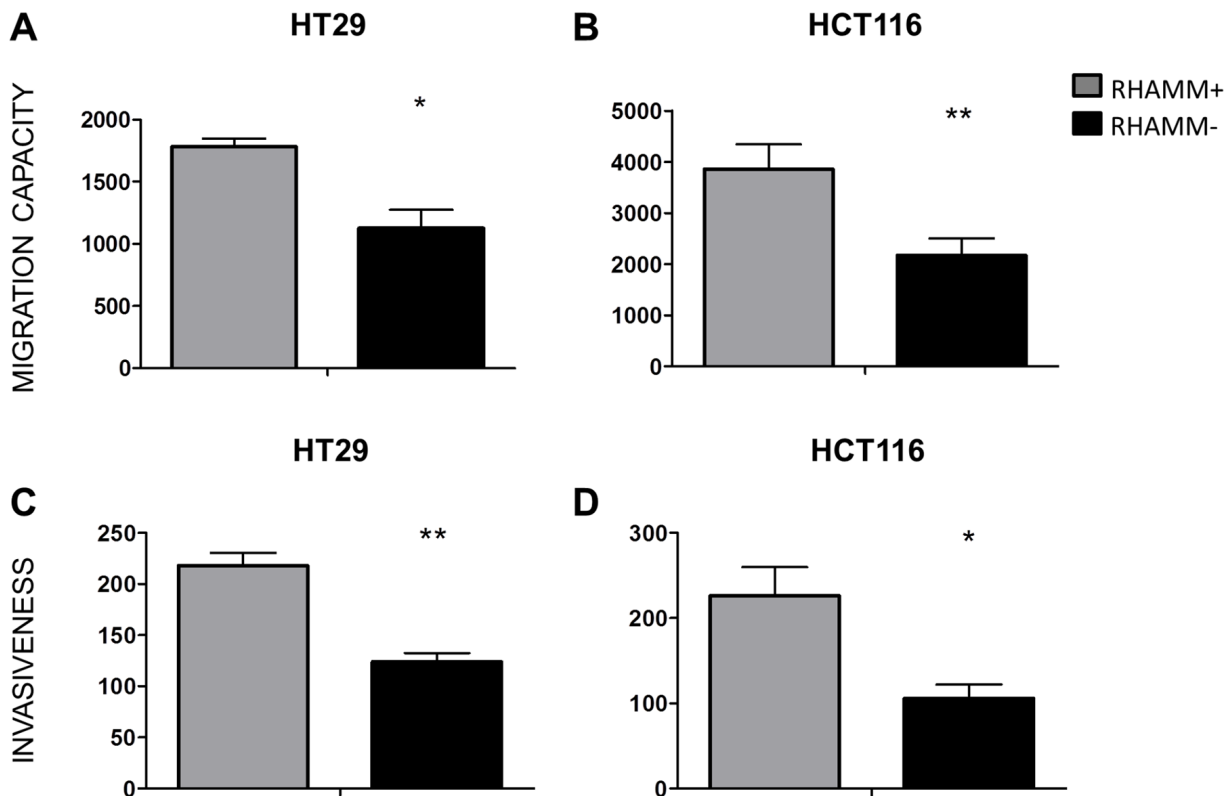 A
HT29
B
HCT116
RHAMM+
RHAMM-
MIGRATION CAPACITY
2000
1500
1000
500
0
*
5000
4000
3000
2000
1000
0
**
C
HT29
D
HCT116
INVASIVENESS
250
200
150
100
50
0
**
300
200
100
0
*